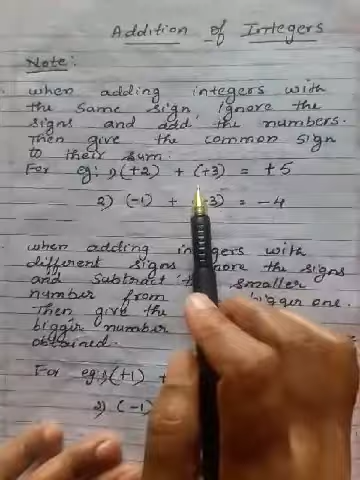 Addition of Integers
Note:
when adding integers with
the same sign, ignore the
signs and add the numbers.
Then give the common sign
to their sum.
For eg: 1) (+2) + (+3) = +5
2) (-1) + 3) = -4
when adding integers with
different signs the signs
and subtract smaller
number from bigger one.
Then give the
bigger number
obtained.
For eg: 1) (+1) +
2) (-1)